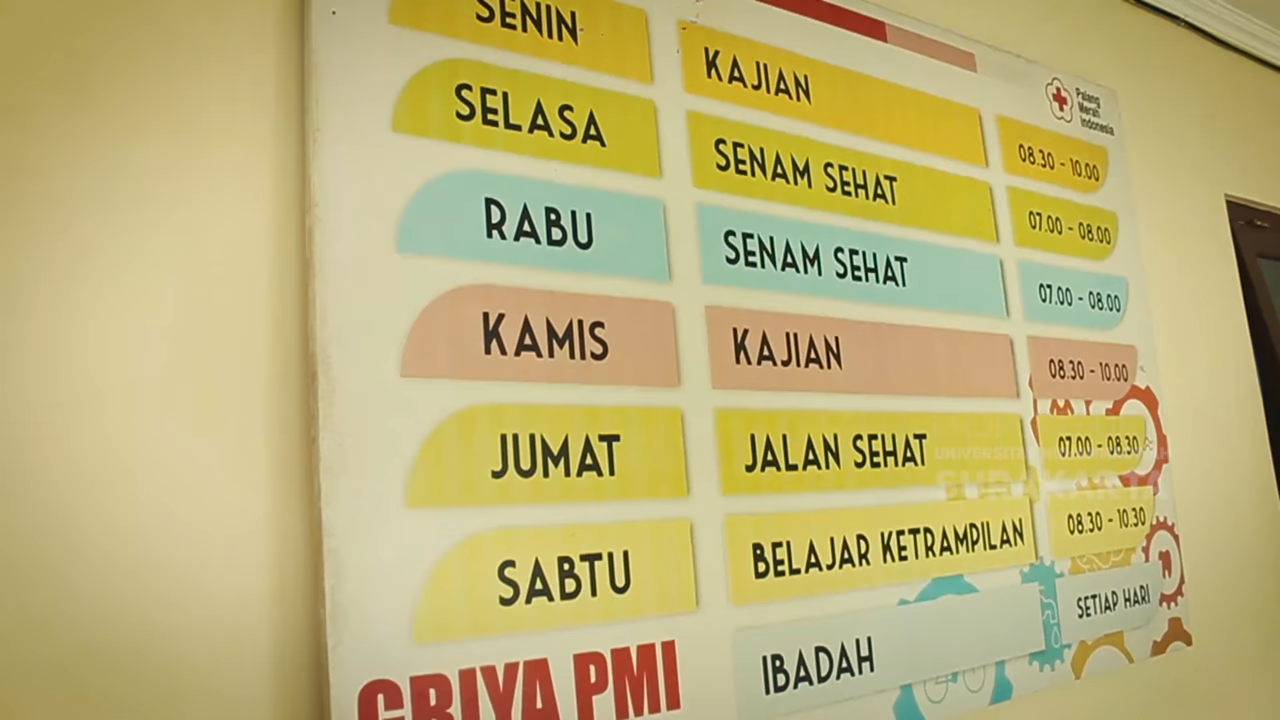 SENIN KAJIAN 08.30 - 10.00
Palang
Merah
Indonesia
SELASA SENAM SEHAT 07.00 - 08.00
RABU SENAM SEHAT 07.00 - 08.00
KAMIS KAJIAN 08.30 - 10.00
JUMAT JALAN SEHAT 07.00 - 08.30
SABTU BELAJAR KETRAMPILAN 08.30 - 10.30
IBADAH SETIAP HARI
GRIYA PMI
SURAKARTA